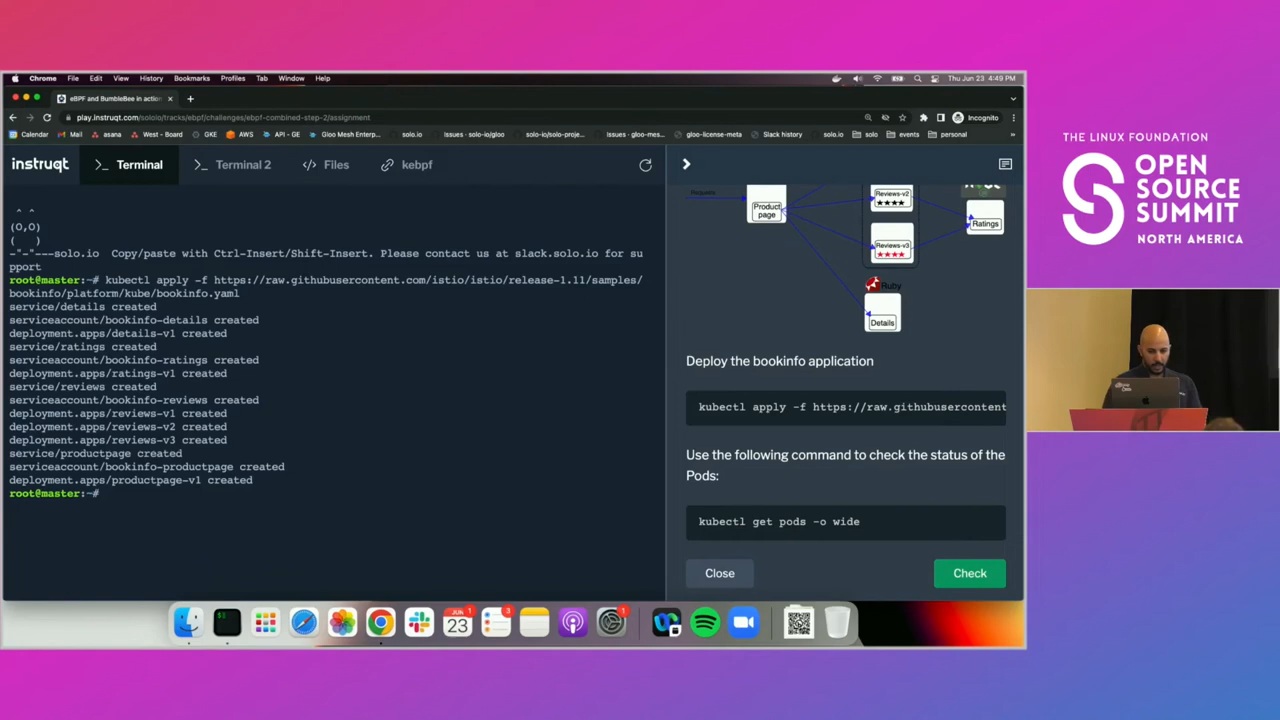 Chrome File Edit View History Bookmarks Profiles Tab Window Help
Thu Jun 23 4:49 PM
eBPF and BumbleBee in action
play.instruqt.com/soloio/tracks/ebpf/challenges/ebpf-combined-step-2/assignment
Incognito
Calendar Mail asana West - Board GKE AWS API - GE Gloo Mesh Enterp... solo.io Issues · solo-io/gloo solo-io/solo-proje... Issues · gloo-mes... gloo-license-meta Slack history solo.io solo events personal
instruqt
>_ Terminal
>_ Terminal 2
</> Files
kebpf
^ ^
(O,O)
( )
-"-"---solo.io Copy/paste with Ctrl-Insert/Shift-Insert. Please contact us at slack.solo.io for su
pport
root@master:~# kubectl apply -f https://raw.githubusercontent.com/istio/istio/release-1.11/samples/
bookinfo/platform/kube/bookinfo.yaml
service/details created
serviceaccount/bookinfo-details created
deployment.apps/details-v1 created
service/ratings created
serviceaccount/bookinfo-ratings created
deployment.apps/ratings-v1 created
service/reviews created
serviceaccount/bookinfo-reviews created
deployment.apps/reviews-v1 created
deployment.apps/reviews-v2 created
deployment.apps/reviews-v3 created
service/productpage created
serviceaccount/bookinfo-productpage created
deployment.apps/productpage-v1 created
root@master:~#
Requests
Product
page
Reviews-v2
★★★★
Reviews-v3
★★★★
Ratings
Ruby
Details
Deploy the bookinfo application
kubectl apply -f https://raw.githubusercontent
Use the following command to check the status of the
Pods:
kubectl get pods -o wide
Close
Check
JUN
23
1
3
1
THE LINUX FOUNDATION
OPEN
SOURCE
SUMMIT
NORTH AMERICA